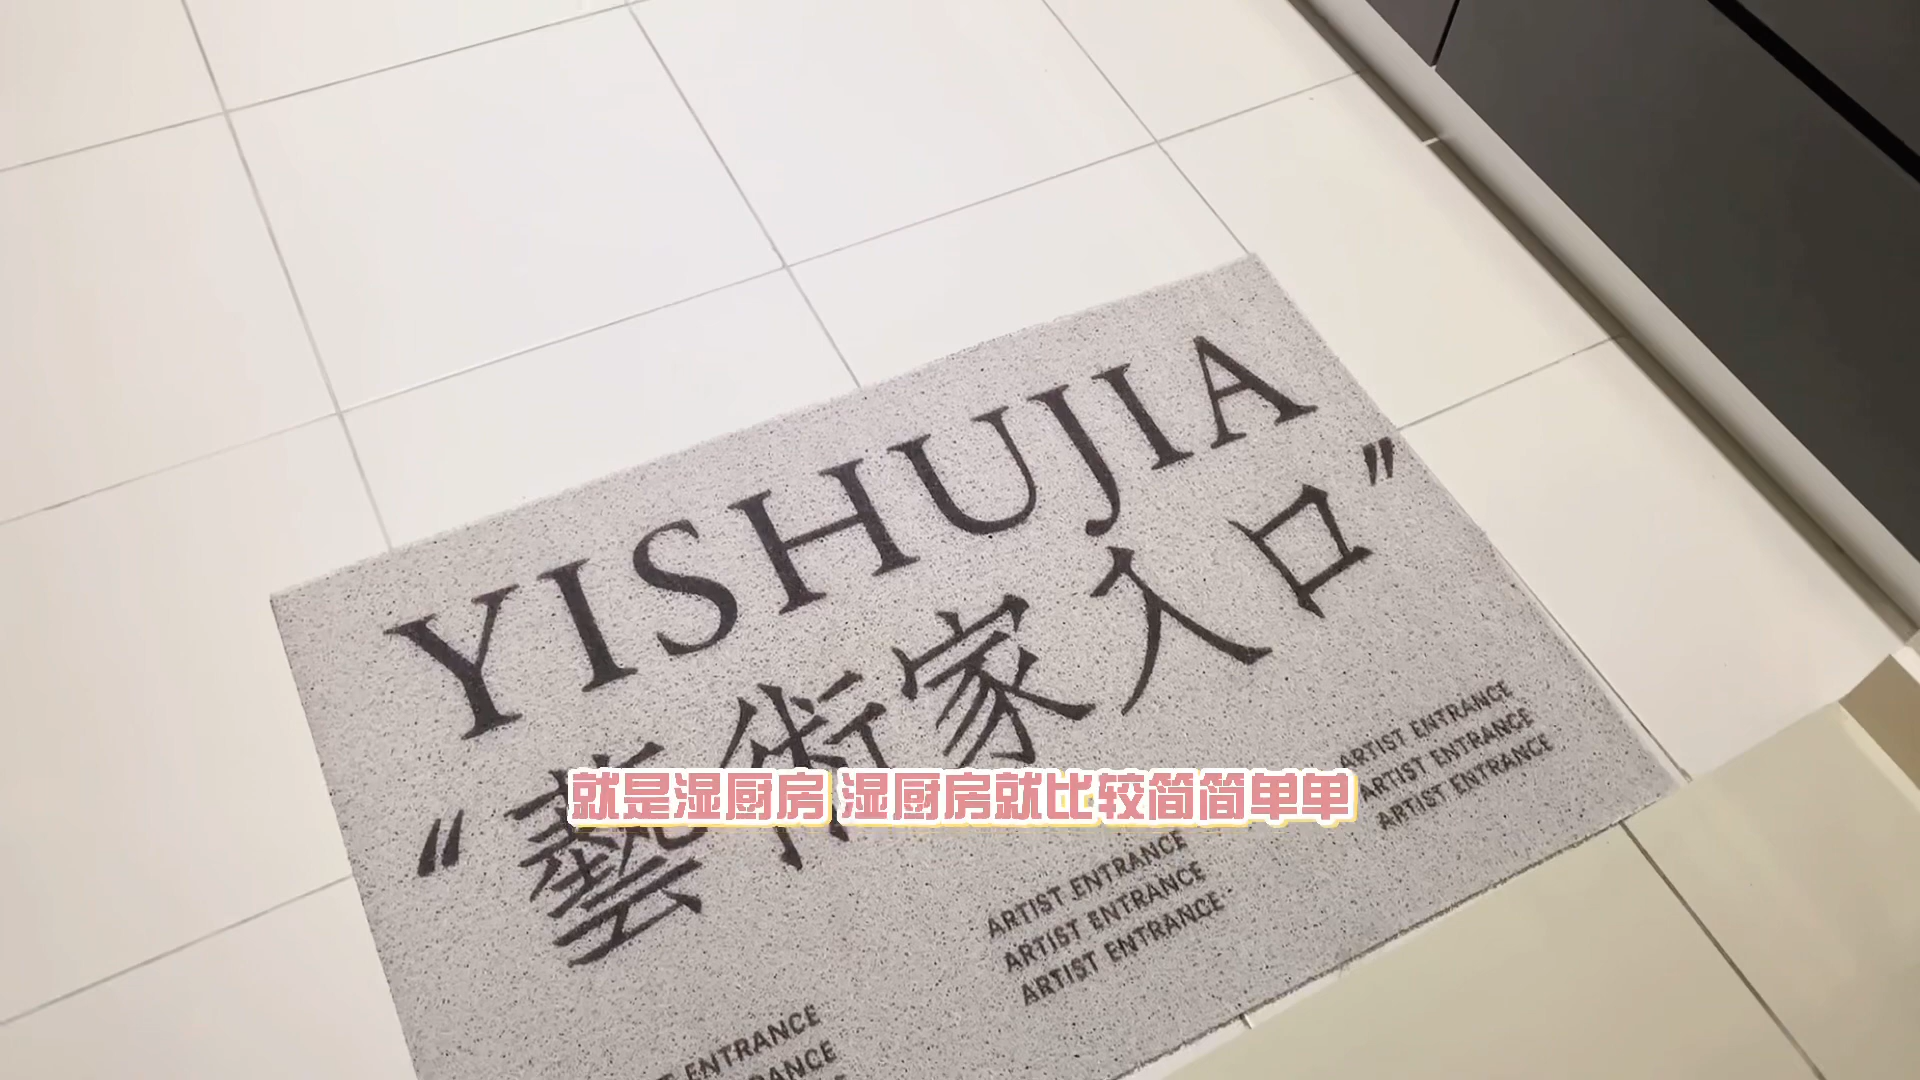 YISHUJIA
“藝術家入口”
就是湿厨房 湿厨房就比较简简单单
ARTIST ENTRANCE
ARTIST ENTRANCE
ARTIST ENTRANCE
ARTIST ENTRANCE
ARTIST ENTRANCE
ARTIST ENTRANCE
ENTRANCE